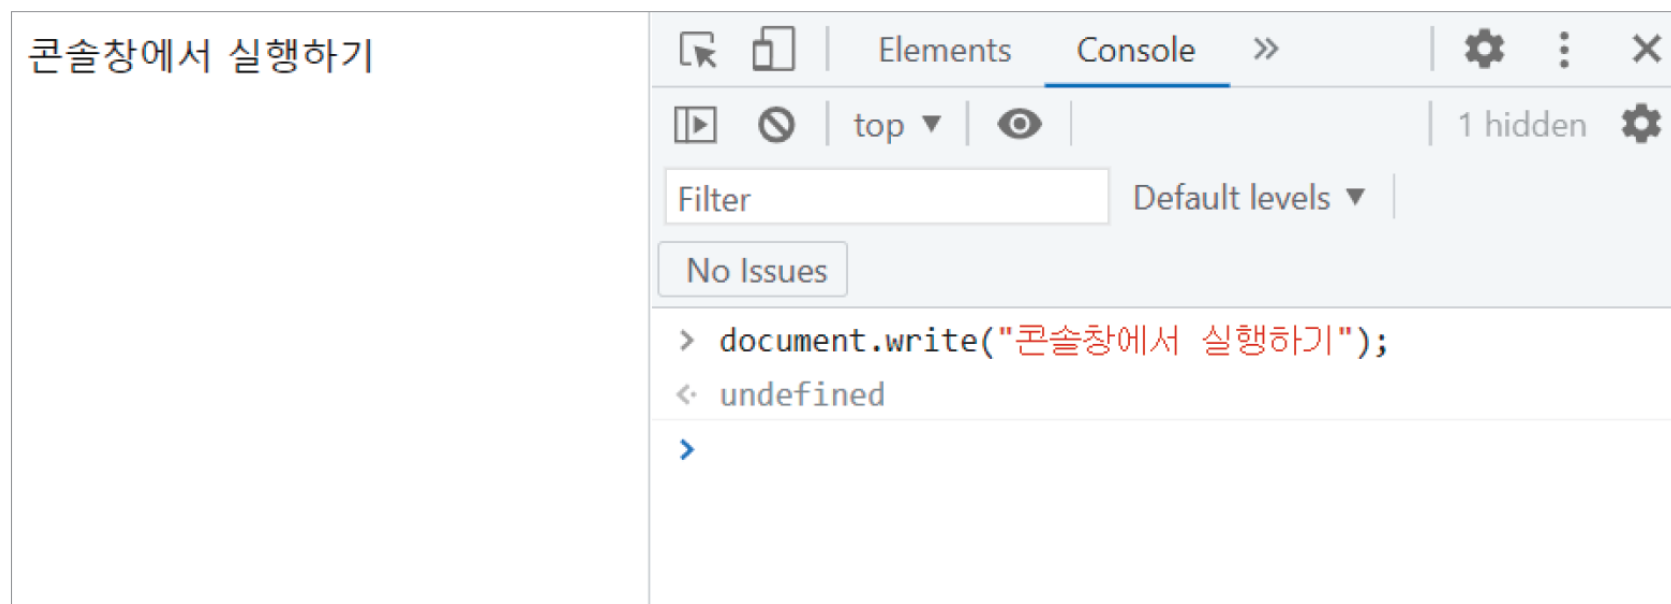 콘솔창에서 실행하기
Elements Console
top ▼ 1 hidden
Filter Default levels ▼
No Issues
> document.write("콘솔창에서 실행하기");
undefined
>